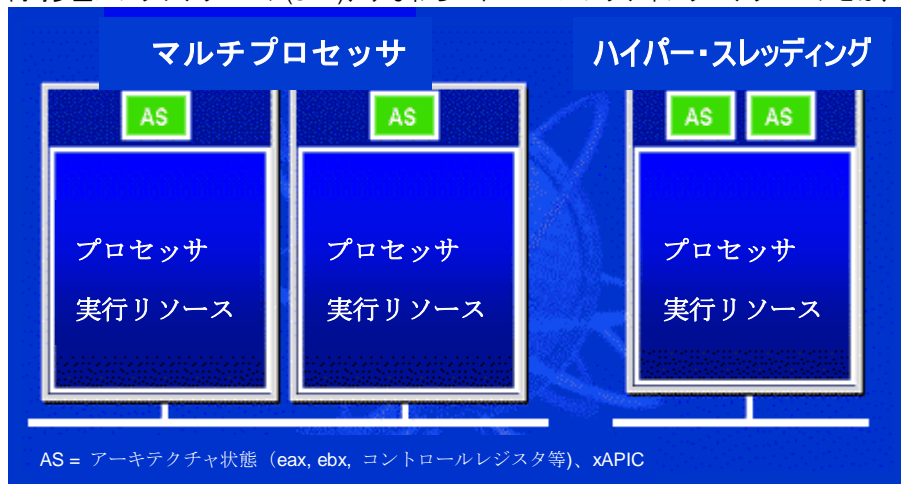 マルチプロセッサ
ハイパー・スレッディング
AS
AS
AS
AS
プロセッサ
実行リソース
プロセッサ
実行リソース
プロセッサ
実行リソース
AS = アーキテクチャ状態（eax, ebx, コントロールレジスタ等）、xAPIC